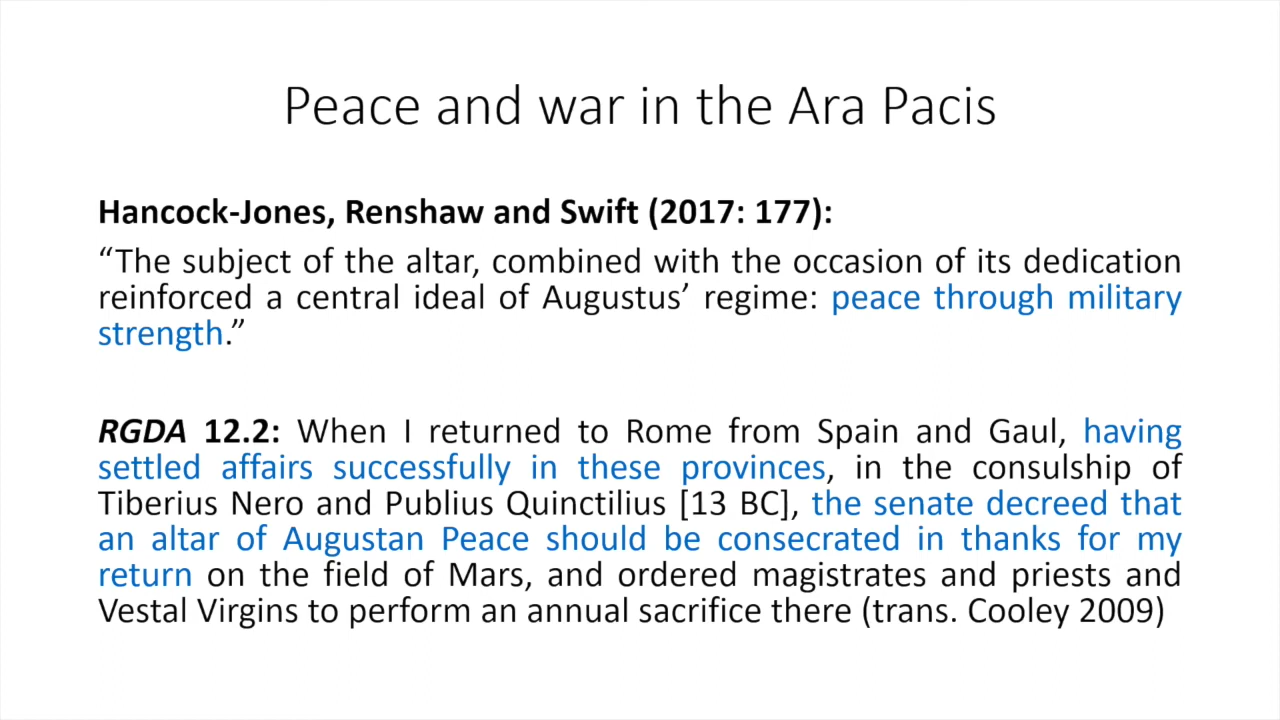 Peace and war in the Ara Pacis
Hancock-Jones, Renshaw and Swift (2017: 177):
“The subject of the altar, combined with the occasion of its dedication
reinforced a central ideal of Augustus’ regime: peace through military
strength.”
RGDA 12.2: When I returned to Rome from Spain and Gaul, having
settled affairs successfully in these provinces, in the consulship of
Tiberius Nero and Publius Quinctilius [13 BC], the senate decreed that
an altar of Augustan Peace should be consecrated in thanks for my
return on the field of Mars, and ordered magistrates and priests and
Vestal Virgins to perform an annual sacrifice there (trans. Cooley 2009)